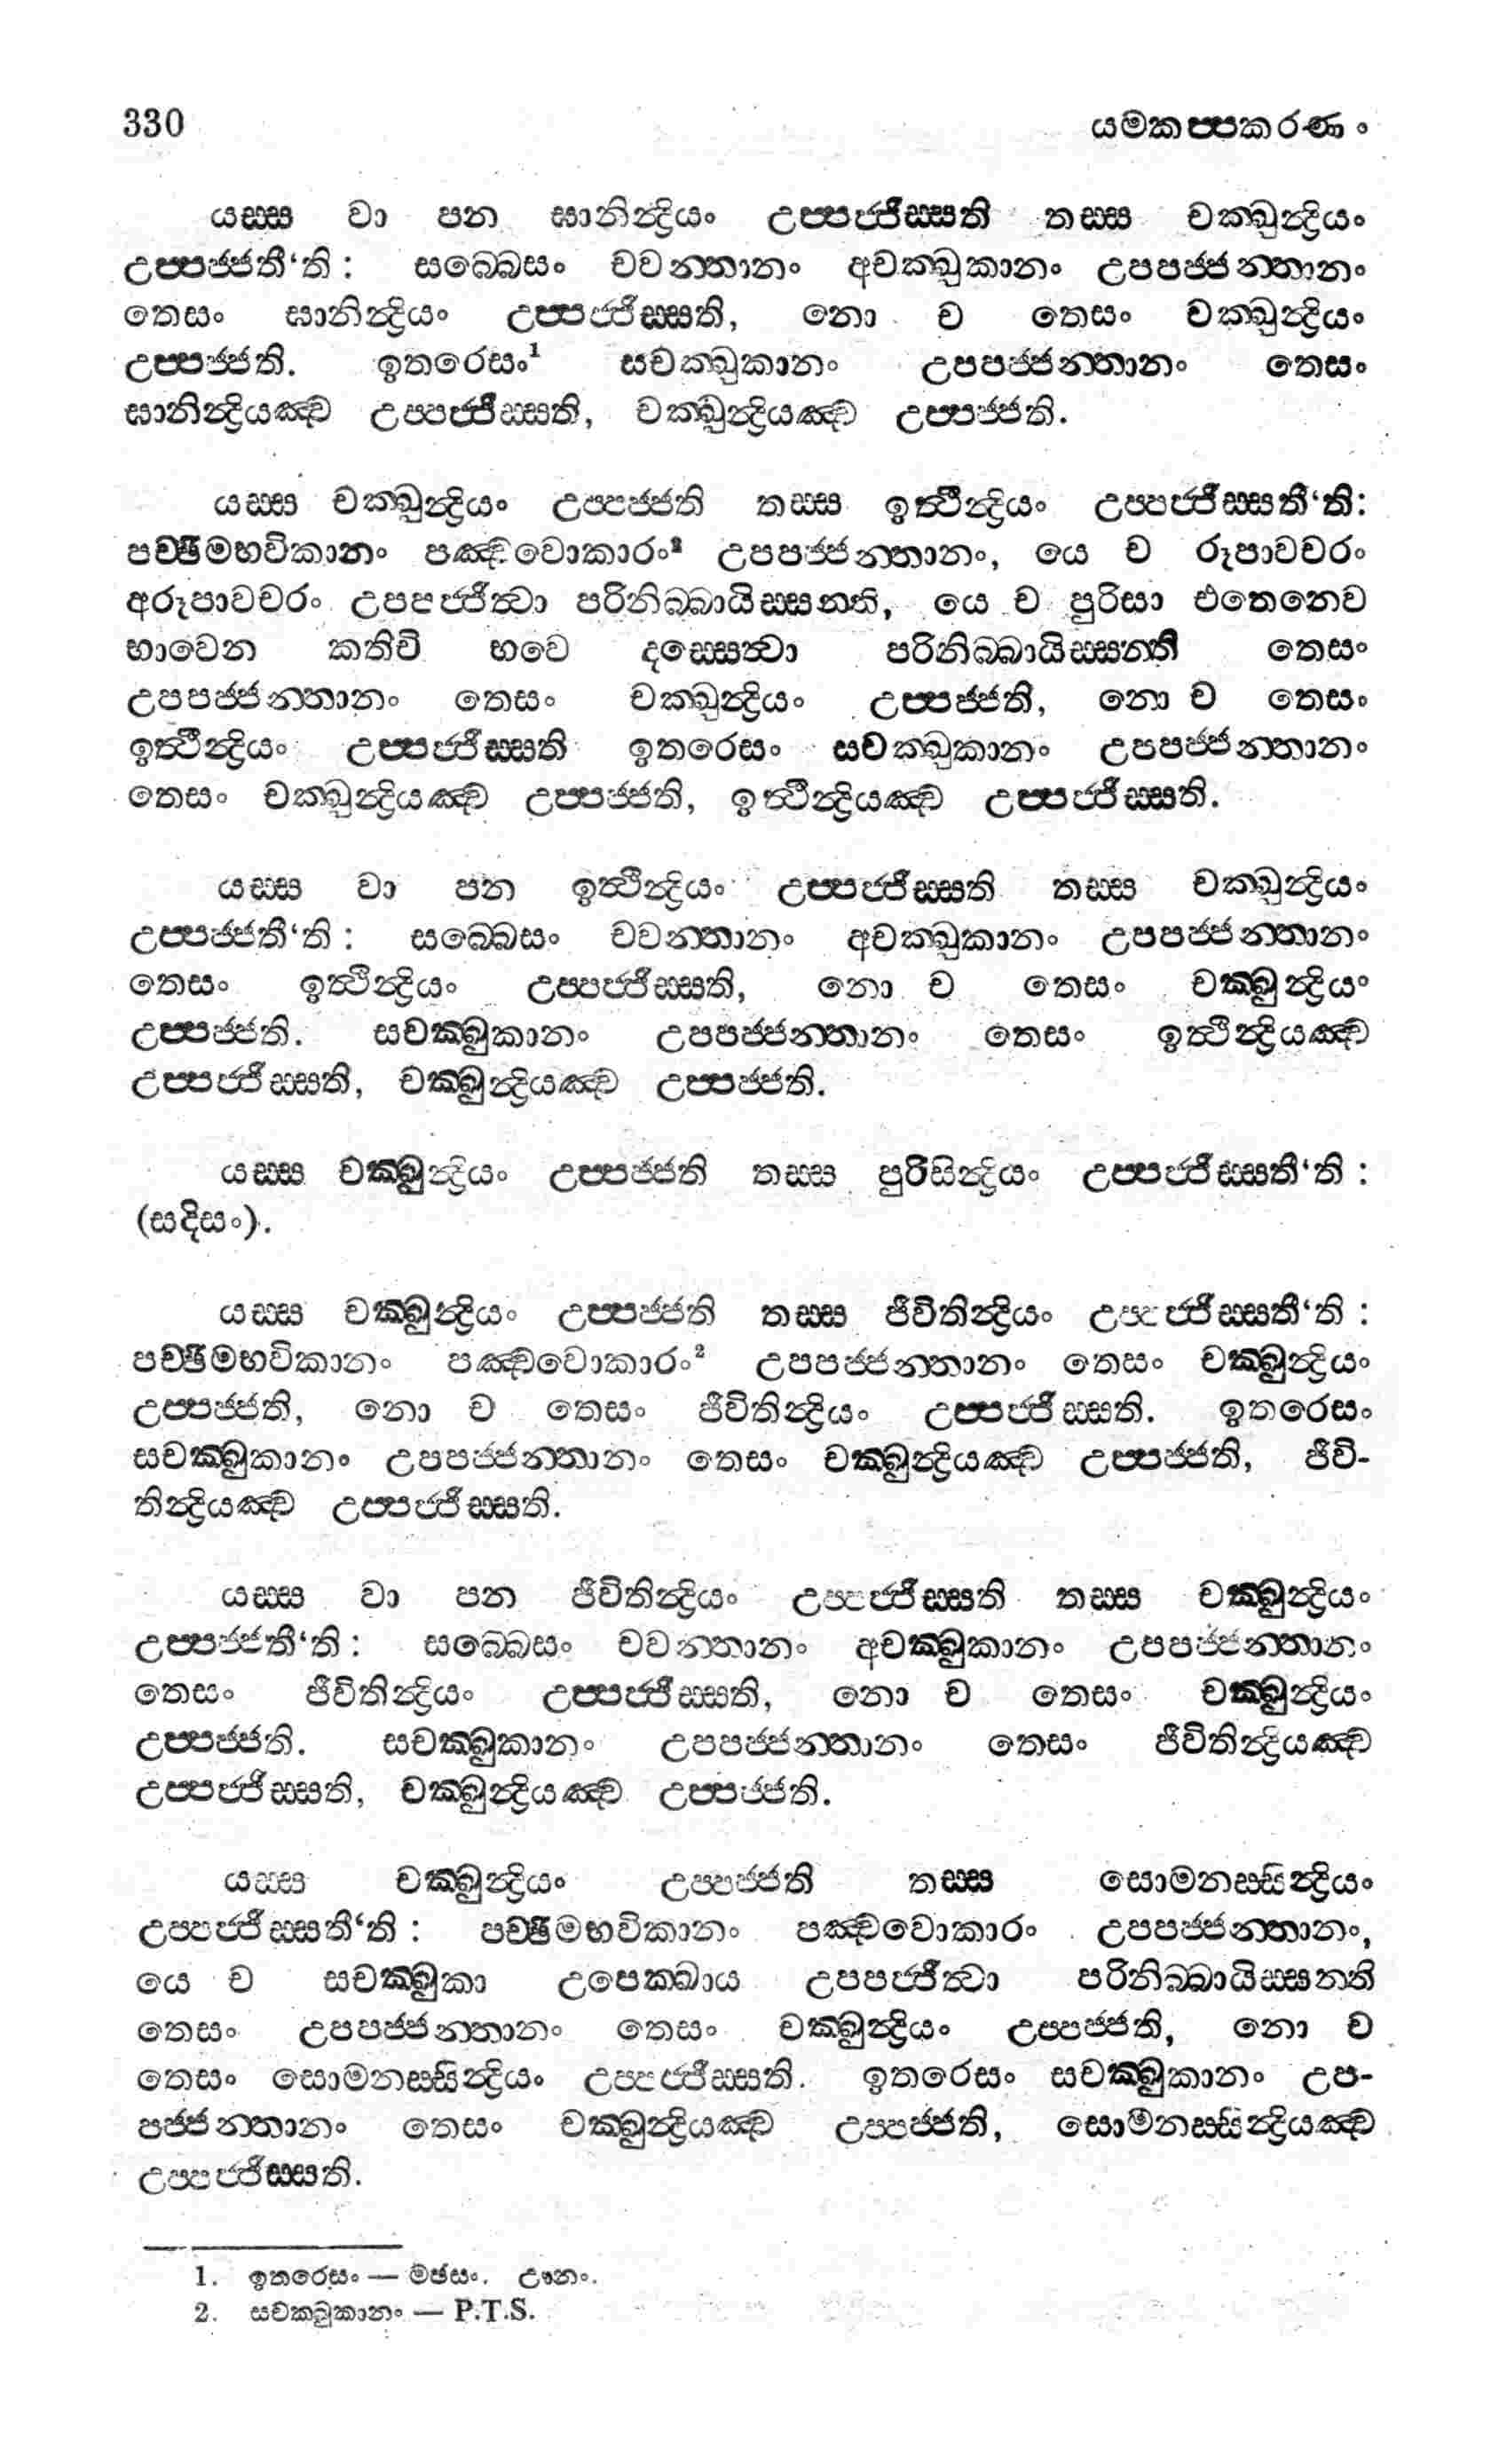 330 යමකප්පකරණං
යස්ස වා පන ඝානින්ද්‍රියං උප්පජ්ජිස්සති තස්ස චක්ඛුන්ද්‍රියං
උප්පජ්ජතී‘ති : සබ්බෙසං චවන්තානං අචක්ඛුකානං උපපජ්ජන්තානං
තෙසං ඝානින්ද්‍රියං උප්පජ්ජිස්සති, නො ච තෙසං චක්ඛුන්ද්‍රියං
උප්පජ්ජති. ඉතරෙසං¹ සචක්ඛුකානං උපපජ්ජන්තානං තෙසං
ඝානින්ද්‍රියඤ්ච උප්පජ්ජිස්සති, චක්ඛුන්ද්‍රියඤ්ච උප්පජ්ජති.
යස්ස චක්ඛුන්ද්‍රියං උප්පජ්ජති තස්ස ඉත්ථින්ද්‍රියං උප්පජ්ජිස්සතී‘ති:
පච්ඡිමභවිකානං පඤ්චවොකාරං² උපපජ්ජන්තානං, යෙ ච රූපාවචරං
අරූපාවචරං උපපජ්ජිත්වා පරිනිබ්බායිස්සන්ති, යෙ ච පුරිසා එතෙනෙව
භාවෙන කතිචි භවෙ දස්සෙත්වා පරිනිබ්බායිස්සන්ති තෙසං
උපපජ්ජන්තානං තෙසං චක්ඛුන්ද්‍රියං උප්පජ්ජති, නො ච තෙසං
ඉත්ථින්ද්‍රියං උප්පජ්ජිස්සති ඉතරෙසං සචක්ඛුකානං උපපජ්ජන්තානං
තෙසං චක්ඛුන්ද්‍රියඤ්ච උප්පජ්ජති, ඉත්ථින්ද්‍රියඤ්ච උප්පජ්ජිස්සති.
යස්ස වා පන ඉත්ථින්ද්‍රියං උප්පජ්ජිස්සති තස්ස චක්ඛුන්ද්‍රියං
උප්පජ්ජතී‘ති : සබ්බෙසං චවන්තානං අචක්ඛුකානං උපපජ්ජන්තානං
තෙසං ඉත්ථින්ද්‍රියං උප්පජ්ජිස්සති, නො ච තෙසං චක්ඛුන්ද්‍රියං
උප්පජ්ජති. සචක්ඛුකානං උපපජ්ජන්තානං තෙසං ඉත්ථින්ද්‍රියඤ්ච
උප්පජ්ජිස්සති, චක්ඛුන්ද්‍රියඤ්ච උප්පජ්ජති.
යස්ස චක්ඛුන්ද්‍රියං උප්පජ්ජති තස්ස පුරිසින්ද්‍රියං උප්පජ්ජිස්සතී‘ති :
(සදිසං).
යස්ස චක්ඛුන්ද්‍රියං උප්පජ්ජති තස්ස ජීවිතින්ද්‍රියං උප්පජ්ජිස්සතී‘ති :
පච්ඡිමභවිකානං පඤ්චවොකාරං² උපපජ්ජන්තානං තෙසං චක්ඛුන්ද්‍රියං
උප්පජ්ජති, නො ච තෙසං ජීවිතින්ද්‍රියං උප්පජ්ජිස්සති. ඉතරෙසං
සචක්ඛුකානං උපපජ්ජන්තානං තෙසං චක්ඛුන්ද්‍රියඤ්ච උප්පජ්ජති, ජීවි-
තින්ද්‍රියඤ්ච උප්පජ්ජිස්සති.
යස්ස වා පන ජීවිතින්ද්‍රියං උප්පජ්ජිස්සති තස්ස චක්ඛුන්ද්‍රියං
උප්පජ්ජතී‘ති : සබ්බෙසං චවන්තානං අචක්ඛුකානං උපපජ්ජන්තානං
තෙසං ජීවිතින්ද්‍රියං උප්පජ්ජිස්සති, නො ච තෙසං චක්ඛුන්ද්‍රියං
උප්පජ්ජති. සචක්ඛුකානං උපපජ්ජන්තානං තෙසං ජීවිතින්ද්‍රියඤ්ච
උප්පජ්ජිස්සති, චක්ඛුන්ද්‍රියඤ්ච උප්පජ්ජති.
යස්ස චක්ඛුන්ද්‍රියං උප්පජ්ජති තස්ස සොමනස්සින්ද්‍රියං
උප්පජ්ජිස්සතී‘ති : පච්ඡිමභවිකානං පඤ්චවොකාරං උපපජ්ජන්තානං,
යෙ ච සචක්ඛුකා උපෙක්ඛාය උපපජ්ජිත්වා පරිනිබ්බායිස්සන්ති
තෙසං උපපජ්ජන්තානං තෙසං චක්ඛුන්ද්‍රියං උප්පජ්ජති, නො ච
තෙසං සොමනස්සින්ද්‍රියං උප්පජ්ජිස්සති. ඉතරෙසං සචක්ඛුකානං උප-
පජ්ජන්තානං තෙසං චක්ඛුන්ද්‍රියඤ්ච උප්පජ්ජති, සොමනස්සින්ද්‍රියඤ්ච
උප්පජ්ජිස්සති.
1. ඉතරෙසං — මඡසං. ඌනං.
2. සචක්ඛුකානං — P.T.S.